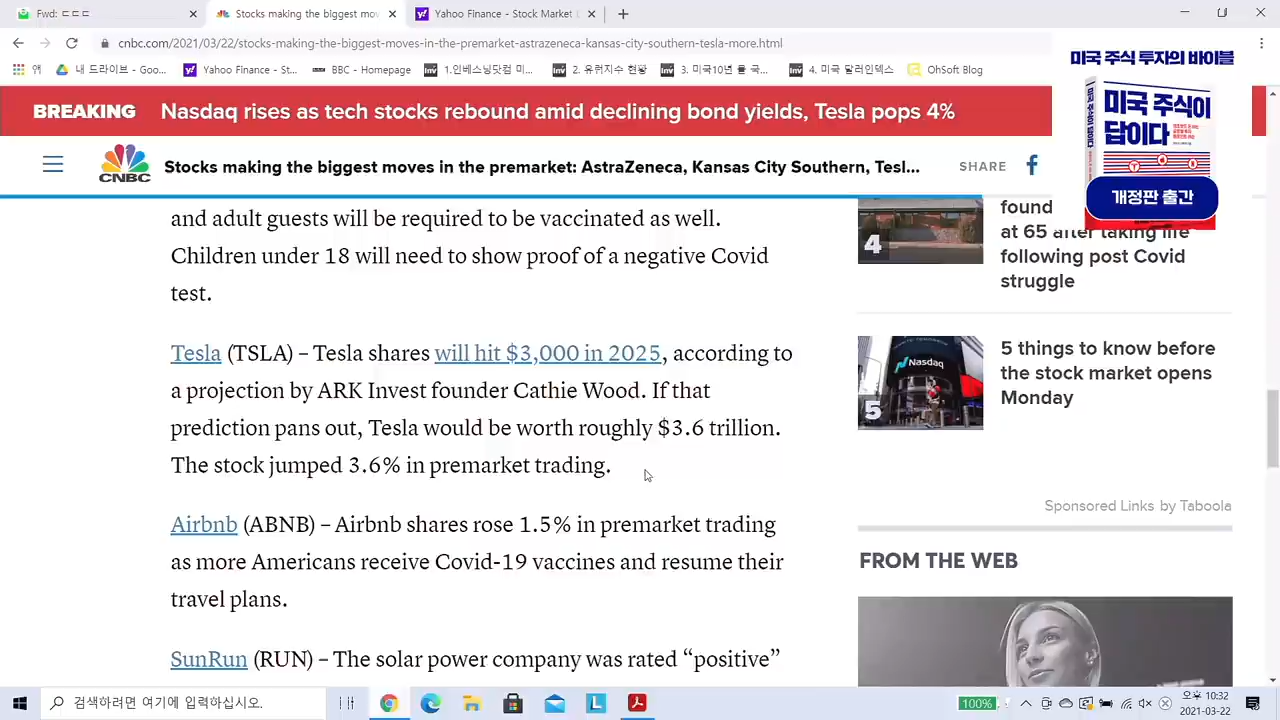 Fwd: ㄷㄷㄷ
Stocks making the biggest mov
Yahoo Finance - Stock Market
cnbc.com/2021/03/22/stocks-making-the-biggest-moves-in-the-premarket-astrazeneca-kansas-city-southern-tesla-more.html
앱
내 드라이브 - Goo...
Yahoo Finance - St...
BBC - Homepage
1.인베스팅닷컴 미...
2. 유럽지수 현황
3. 미국10년 물 국...
4. 미국 달러인덱스
OhSoft Blog
미국 주식 투자의 바이블
미국 주식이
답이다
개정판 출간
BREAKING
Nasdaq rises as tech stocks rebound amid declining bond yields, Tesla pops 4%
CNBC
Stocks making the biggest moves in the premarket: AstraZeneca, Kansas City Southern, Tesl...
SHARE
and adult guests will be required to be vaccinated as well.
Children under 18 will need to show proof of a negative Covid
test.
Tesla (TSLA) – Tesla shares will hit $3,000 in 2025, according to
a projection by ARK Invest founder Cathie Wood. If that
prediction pans out, Tesla would be worth roughly $3.6 trillion.
The stock jumped 3.6% in premarket trading.
Airbnb (ABNB) – Airbnb shares rose 1.5% in premarket trading
as more Americans receive Covid-19 vaccines and resume their
travel plans.
SunRun (RUN) – The solar power company was rated “positive”
4
found
at 65 after taking life
following post Covid
struggle
Nasdaq
5
5 things to know before
the stock market opens
Monday
Sponsored Links by Taboola
FROM THE WEB
검색하려면 여기에 입력하십시오.
100%
오후 10:32
2021-03-22